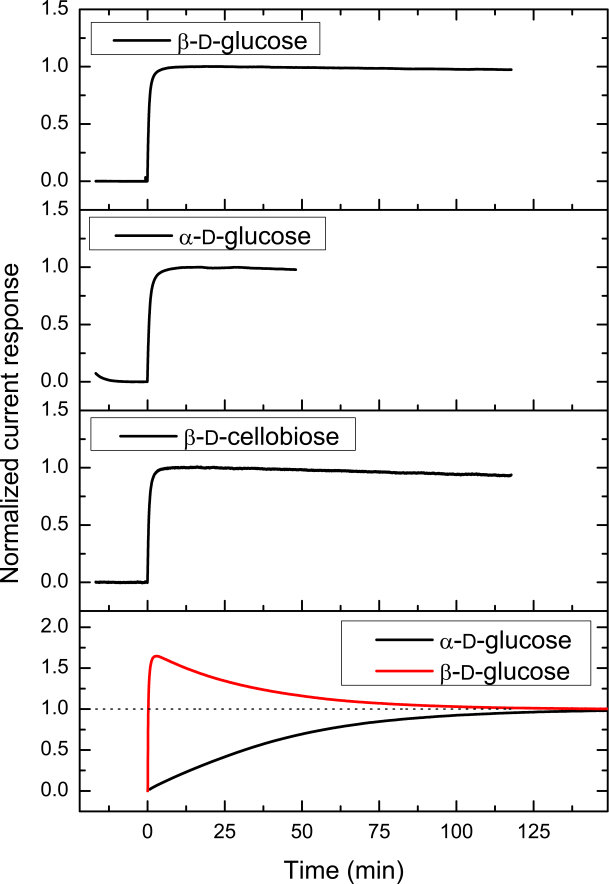 1.5
β-D-glucose
1.0
0.5
0.0
1.5
α-D-glucose
1.0
0.5
0.0
1.5
β-D-cellobiose
1.0
0.5
0.0
2.0
α-D-glucose
1.5
β-D-glucose
1.0
0.5
0.0
0 25 50 75 100 125
Time (min)
Normalized current response